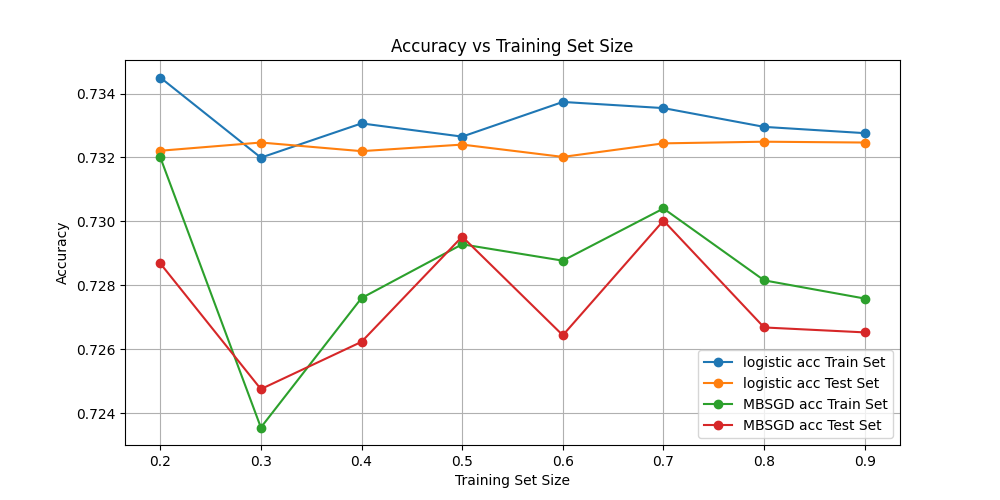 Accuracy vs Training Set Size
0.734
0.732
0.730
0.728
0.726
0.724
Accuracy
0.2 0.3 0.4 0.5 0.6 0.7 0.8 0.9
Training Set Size
logistic acc Train Set
logistic acc Test Set
MBSGD acc Train Set
MBSGD acc Test Set